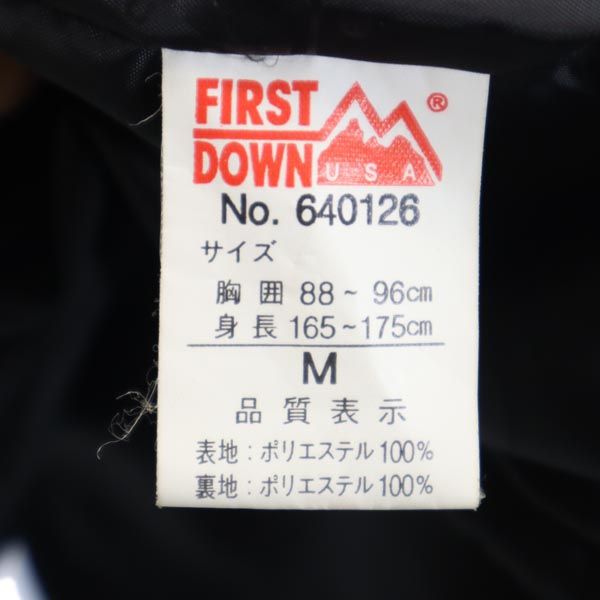 FIRST
DOWN USA ®
No. 640126
サイズ
胸囲 88~96cm
身長 165~175cm
M
品質表示
表地:ポリエステル100%
裏地:ポリエステル100%